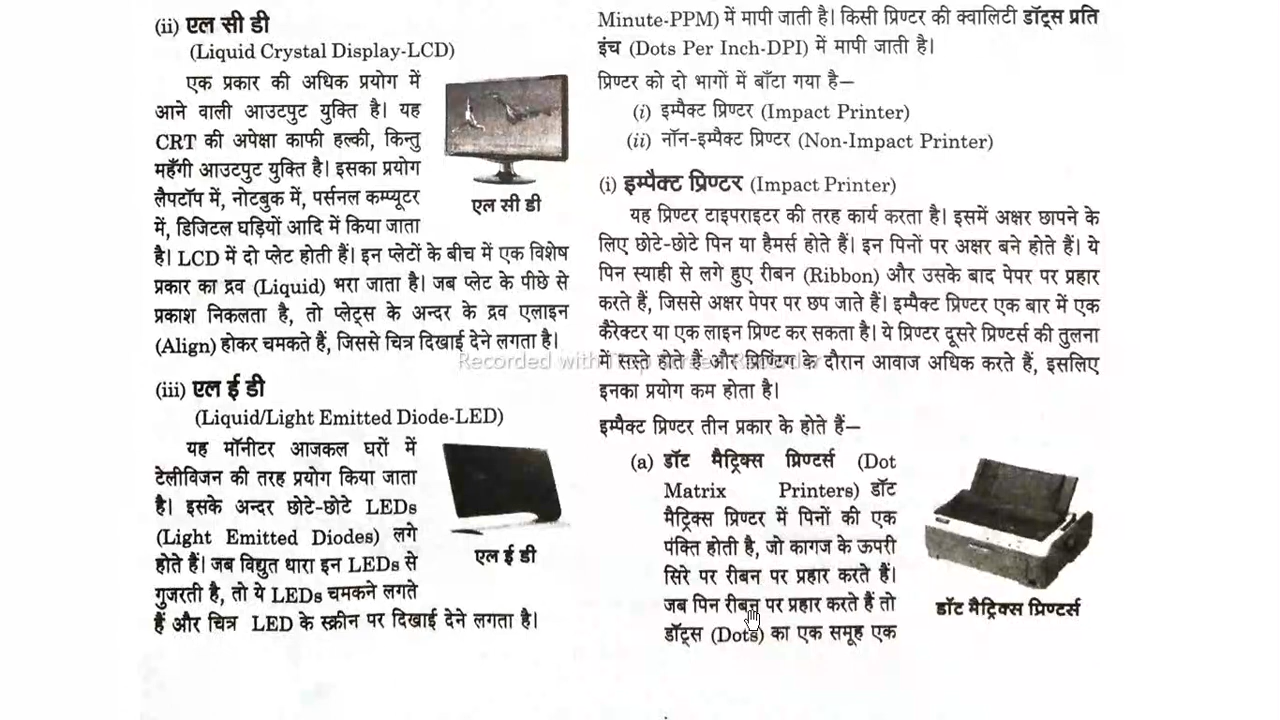 (ii) एल सी डी
(Liquid Crystal Display-LCD)
एक प्रकार की अधिक प्रयोग में
आने वाली आउटपुट युक्ति है। यह
CRT की अपेक्षा काफी हल्की, किन्तु
महँगी आउटपुट युक्ति है। इसका प्रयोग
लैपटॉप में, नोटबुक में, पर्सनल कम्प्यूटर
में, डिजिटल घड़ियों आदि में किया जाता
है। LCD में दो प्लेट होती हैं। इन प्लेटों के बीच में एक विशेष
प्रकार का द्रव (Liquid) भरा जाता है। जब प्लेट के पीछे से
प्रकाश निकलता है, तो प्लेट्स के अन्दर के द्रव एलाइन
(Align) होकर चमकते हैं, जिससे चित्र दिखाई देने लगता है।
एल सी डी
(iii) एल ई डी
(Liquid/Light Emitted Diode-LED)
यह मॉनीटर आजकल घरों में
टेलीविजन की तरह प्रयोग किया जाता
है। इसके अन्दर छोटे-छोटे LEDs
(Light Emitted Diodes) लगे
होते हैं। जब विद्युत धारा इन LEDs से
गुजरती है, तो ये LEDs चमकने लगते
हैं और चित्र LED के स्क्रीन पर दिखाई देने लगता है।
एल ई डी
Minute-PPM) में मापी जाती है। किसी प्रिण्टर की क्वालिटी डॉट्स प्रति
इंच (Dots Per Inch-DPI) में मापी जाती है।
प्रिण्टर को दो भागों में बाँटा गया है—
(i) इम्पैक्ट प्रिण्टर (Impact Printer)
(ii) नॉन-इम्पैक्ट प्रिण्टर (Non-Impact Printer)
(i) इम्पैक्ट प्रिण्टर (Impact Printer)
यह प्रिण्टर टाइपराइटर की तरह कार्य करता है। इसमें अक्षर छापने के
लिए छोटे-छोटे पिन या हैमर्स होते हैं। इन पिनों पर अक्षर बने होते हैं। ये
पिन स्याही से लगे हुए रीबन (Ribbon) और उसके बाद पेपर पर प्रहार
करते हैं, जिससे अक्षर पेपर पर छप जाते हैं। इम्पैक्ट प्रिण्टर एक बार में एक
कैरेक्टर या एक लाइन प्रिण्ट कर सकता है। ये प्रिण्टर दूसरे प्रिण्टर्स की तुलना
में सस्ते होते हैं और प्रिण्टिंग के दौरान आवाज अधिक करते हैं, इसलिए
इनका प्रयोग कम होता है।
इम्पैक्ट प्रिण्टर तीन प्रकार के होते हैं—
(a) डॉट मैट्रिक्स प्रिण्टर्स (Dot
Matrix Printers) डॉट
मैट्रिक्स प्रिण्टर में पिनों की एक
पंक्ति होती है, जो कागज के ऊपरी
सिरे पर रीबन पर प्रहार करते हैं।
जब पिन रीबन पर प्रहार करते हैं तो
डॉट्स (Dots) का एक समूह एक
डॉट मैट्रिक्स प्रिण्टर्स
Recorded with iTop Screen Recorder